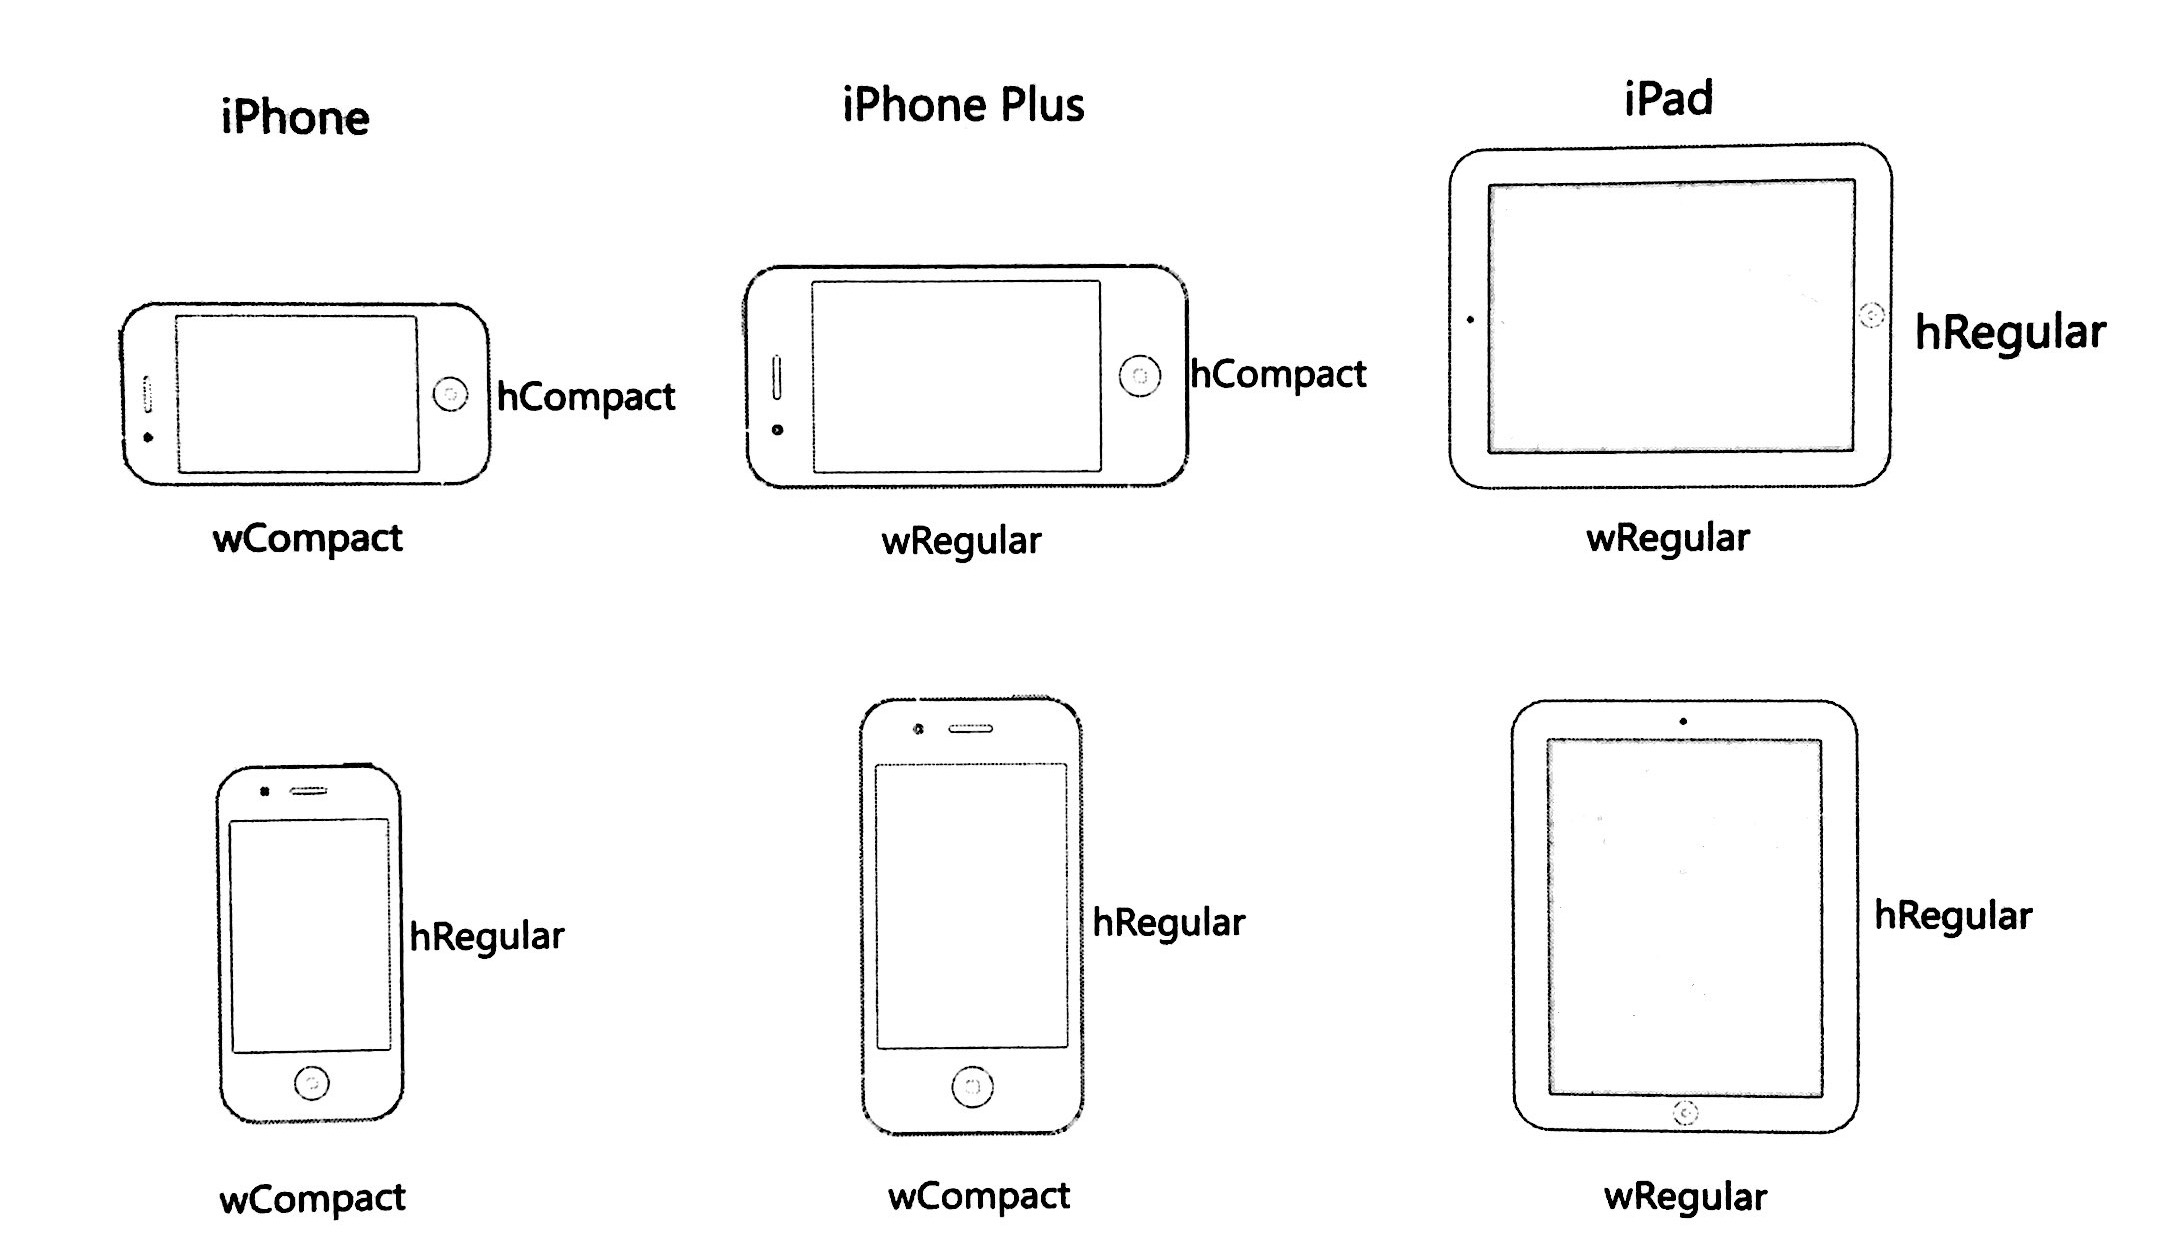 iPhone
iPhone Plus
iPad
hCompact
hCompact
hRegular
wCompact
wRegular
wRegular
hRegular
hRegular
hRegular
wCompact
wCompact
wRegular